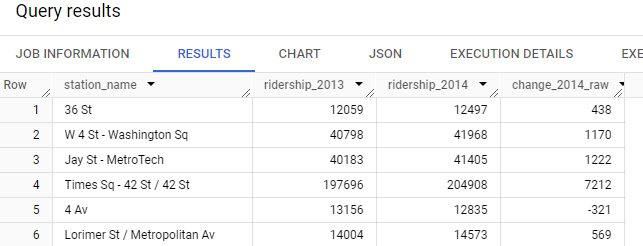 Query results
JOB INFORMATION RESULTS CHART JSON EXECUTION DETAILS EXE
Row station_name ridership_2013 ridership_2014 change_2014_raw
1 36 St 12059 12497 438
2 W 4 St - Washington Sq 40798 41968 1170
3 Jay St - MetroTech 40183 41405 1222
4 Times Sq - 42 St / 42 St 197696 204908 7212
5 4 Av 13156 12835 -321
6 Lorimer St / Metropolitan Av 14004 14573 569